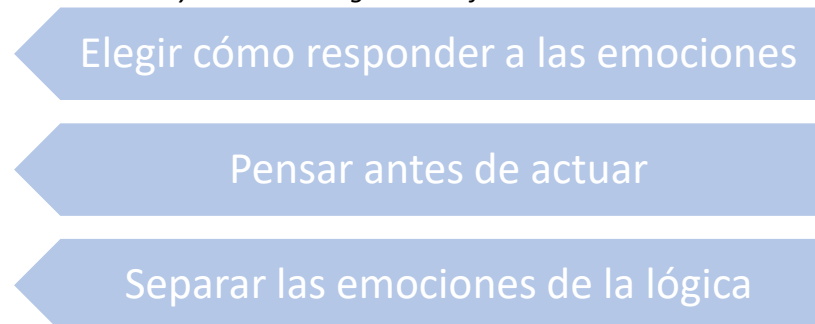 Elegir cómo responder a las emociones
Pensar antes de actuar
Separar las emociones de la lógica